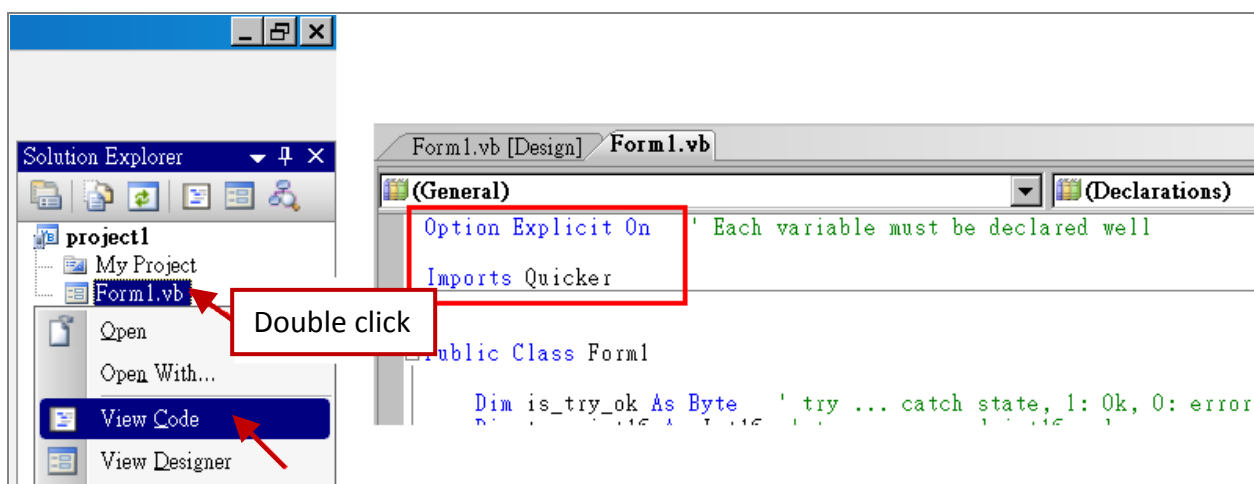 Solution Explorer
project1
My Project
Form1.vb
Double click
Open
Open With...
View Code
View Designer
Form1.vb [Design]
Form1.vb
(General)
(Declarations)
Option Explicit On ' Each variable must be declared well
Imports Quicker
Public Class Form1
Dim is_try_ok As Byte ' try ... catch state, 1: Ok, 0: error